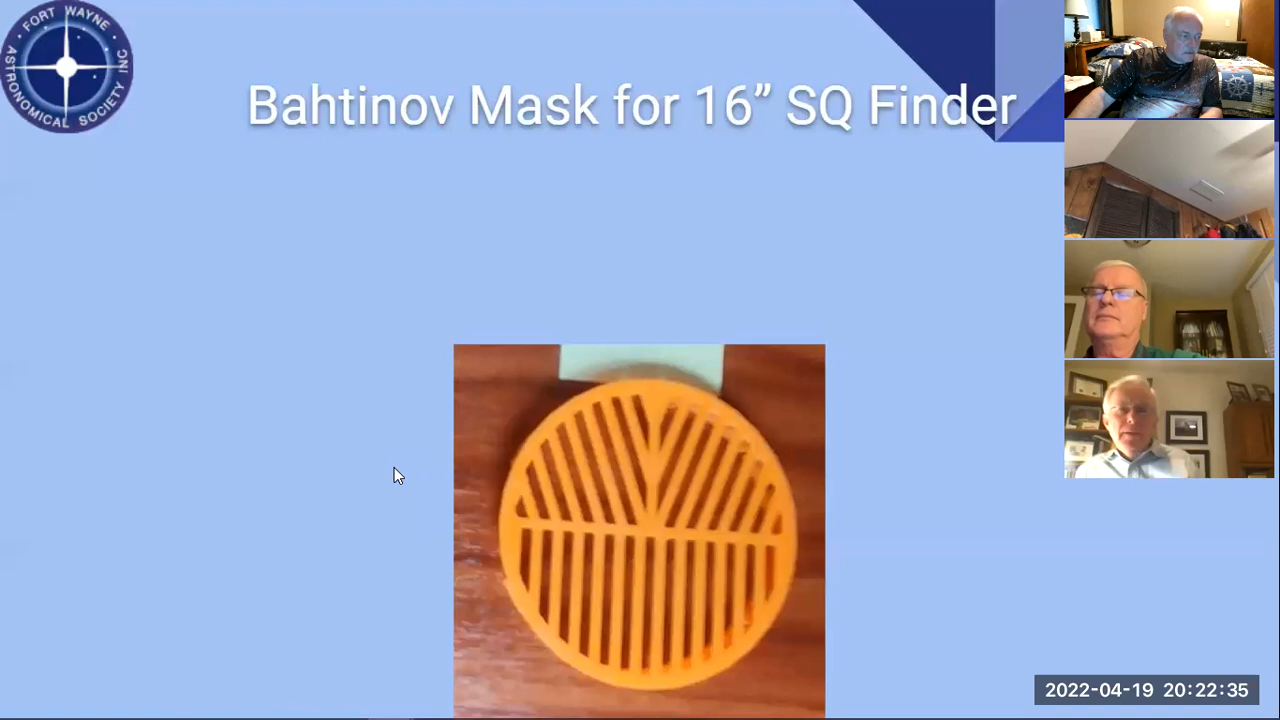 FORT WAYNE
ASTRONOMICAL SOCIETY INC
Bahtinov Mask for 16” SQ Finder
2022-04-19 20:22:35